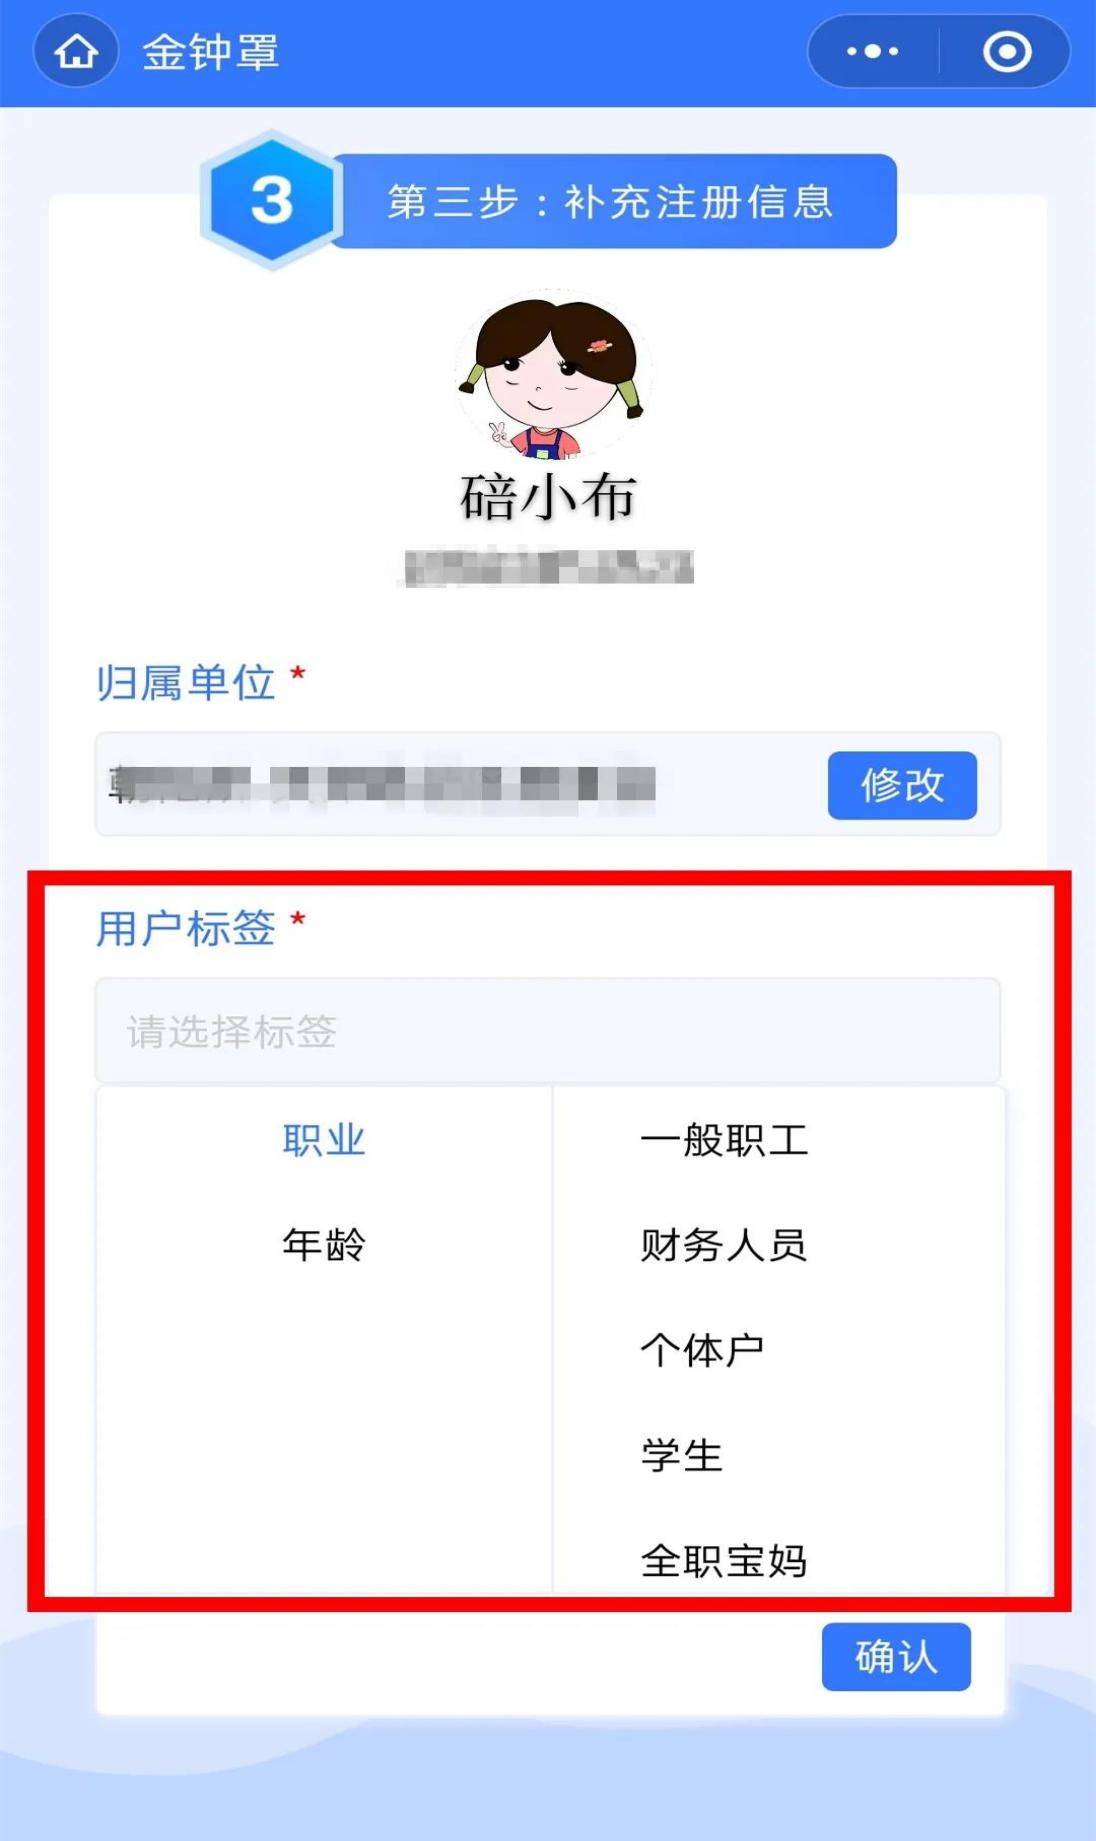 金钟罩
3
第三步：补充注册信息
碚小布
归属单位 *
修改
用户标签 *
请选择标签
职业
一般职工
年龄
财务人员
个体户
学生
全职宝妈
确认